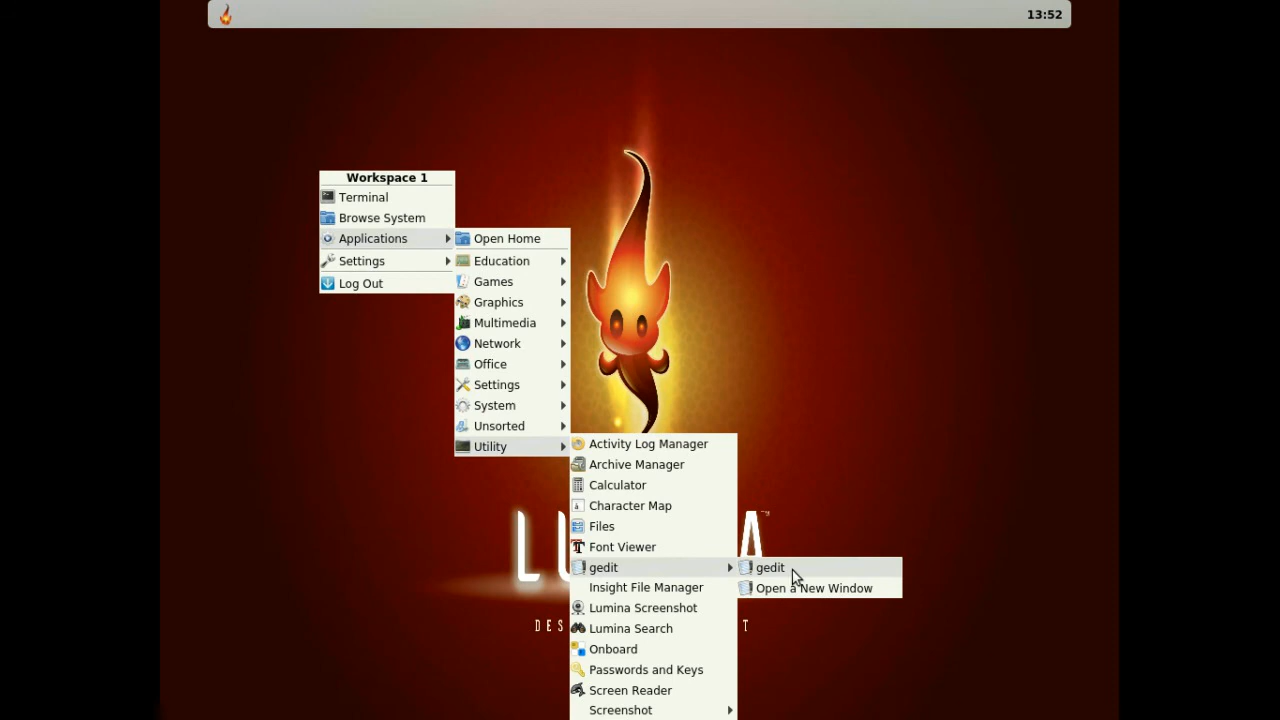 13:52
Workspace 1
Terminal
Browse System
Applications
Settings
Log Out
Open Home
Education
Games
Graphics
Multimedia
Network
Office
Settings
System
Unsorted
Utility
Activity Log Manager
Archive Manager
Calculator
Character Map
Files
Font Viewer
gedit
Insight File Manager
Lumina Screenshot
Lumina Search
Onboard
Passwords and Keys
Screen Reader
Screenshot
gedit
Open a New Window